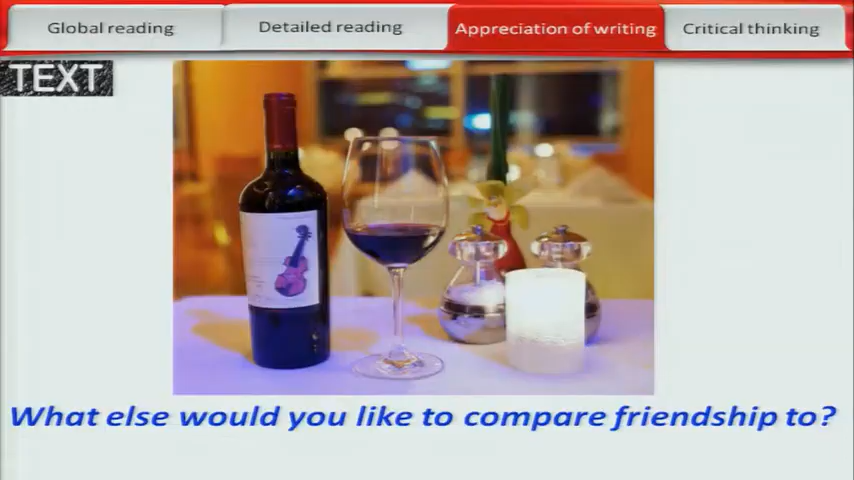 Global reading
Detailed reading
Appreciation of writing
Critical thinking
TEXT
What else would you like to compare friendship to?